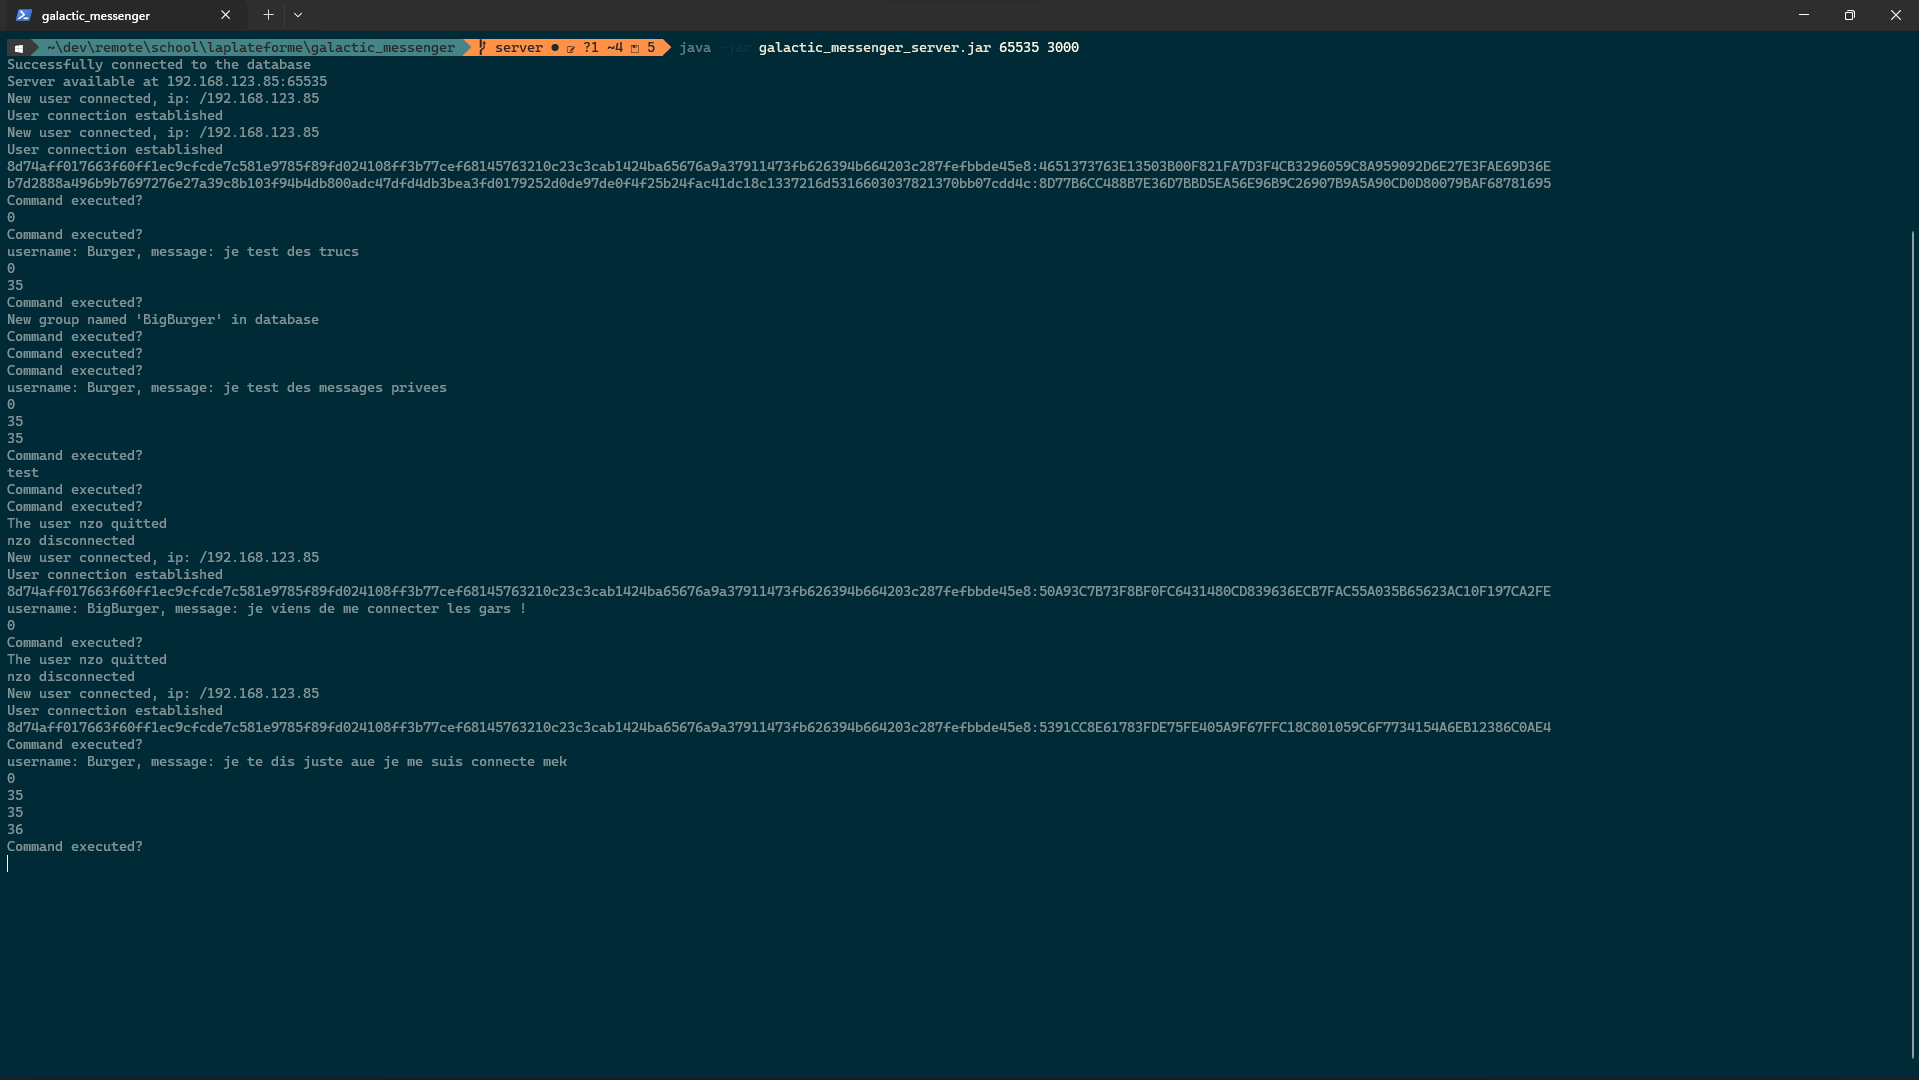 galactic_messenger
~\dev\remote\school\laplateforme\galactic_messenger server ● ?1 ~4 5 java -jar galactic_messenger_server.jar 65535 3000
Successfully connected to the database
Server available at 192.168.123.85:65535
New user connected, ip: /192.168.123.85
User connection established
New user connected, ip: /192.168.123.85
User connection established
8d74aff017663f60ff1ec9cfcde7c581e9785f89fd024108ff3b77cef68145763210c23c3cab1424ba65676a9a37911473fb626394b664203c287fefbbde45e8:4651373763E13503B00F821FA7D3F4CB3296059C8A959092D6E27E3FAE69D36E
b7d2888a496b9b7697276e27a39c8b103f94b4db800adc47dfd4db3bea3fd0179252d0de97de0f4f25b24fac41dc18c1337216d5316603037821370bb07cdd4c:8D77B6CC488B7E36D7BBD5EA56E96B9C26907B9A5A90CD0D80079BAF68781695
Command executed?
0
Command executed?
username: Burger, message: je test des trucs
0
35
Command executed?
New group named 'BigBurger' in database
Command executed?
Command executed?
Command executed?
username: Burger, message: je test des messages privees
0
35
35
Command executed?
test
Command executed?
Command executed?
The user nzo quitted
nzo disconnected
New user connected, ip: /192.168.123.85
User connection established
8d74aff017663f60ff1ec9cfcde7c581e9785f89fd024108ff3b77cef68145763210c23c3cab1424ba65676a9a37911473fb626394b664203c287fefbbde45e8:50A93C7B73F8BF0FC6431480CD839636ECB7FAC55A035B65623AC10F197CA2FE
username: BigBurger, message: je viens de me connecter les gars !
0
Command executed?
The user nzo quitted
nzo disconnected
New user connected, ip: /192.168.123.85
User connection established
8d74aff017663f60ff1ec9cfcde7c581e9785f89fd024108ff3b77cef68145763210c23c3cab1424ba65676a9a37911473fb626394b664203c287fefbbde45e8:5391CC8E61783FDE75FE405A9F67FFC18C801059C6F7734154A6EB12386C0AE4
Command executed?
username: Burger, message: je te dis juste aue je me suis connecte mek
0
35
35
36
Command executed?